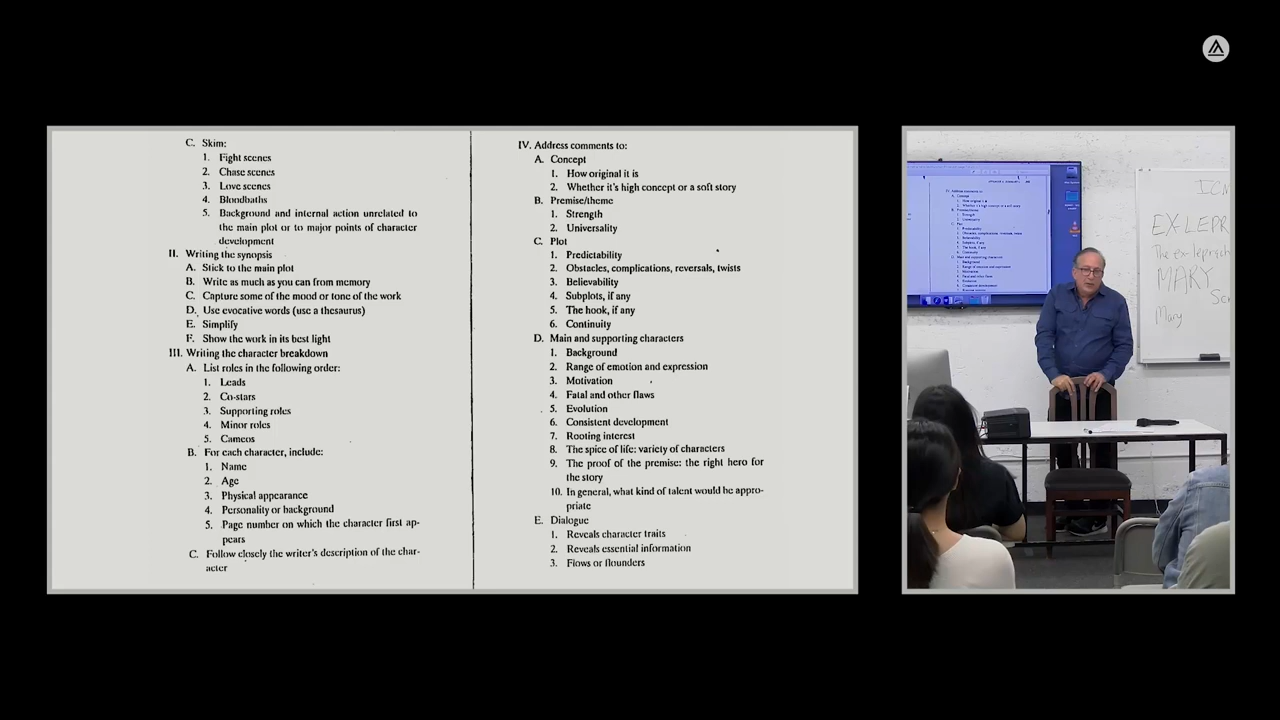 C. Skim:
1. Fight scenes
2. Chase scenes
3. Love scenes
4. Bloodbaths
5. Background and internal action unrelated to
the main plot or to major points of character
development
II. Writing the synopsis
A. Stick to the main plot
B. Write as much as you can from memory
C. Capture some of the mood or tone of the work
D. Use evocative words (use a thesaurus)
E. Simplify
F. Show the work in its best light
III. Writing the character breakdown
A. List roles in the following order:
1. Leads
2. Co-stars
3. Supporting roles
4. Minor roles
5. Cameos
B. For each character, include:
1. Name
2. Age
3. Physical appearance
4. Personality or background
5. Page number on which the character first ap-
pears
C. Follow closely the writer's description of the char-
acter
IV. Address comments to:
A. Concept
1. How original it is
2. Whether it's high concept or a soft story
B. Premise/theme
1. Strength
2. Universality
C. Plot
1. Predictability
2. Obstacles, complications, reversals, twists
3. Believability
4. Subplots, if any
5. The hook, if any
6. Continuity
D. Main and supporting characters
1. Background
2. Range of emotion and expression
3. Motivation
4. Fatal and other flaws
5. Evolution
6. Consistent development
7. Rooting interest
8. The spice of life: variety of characters
9. The proof of the premise: the right hero for
the story
10. In general, what kind of talent would be appro-
priate
E. Dialogue
1. Reveals character traits
2. Reveals essential information
3. Flows or flounders
EX-LEPR
The ex-lepr
MARY
Mary